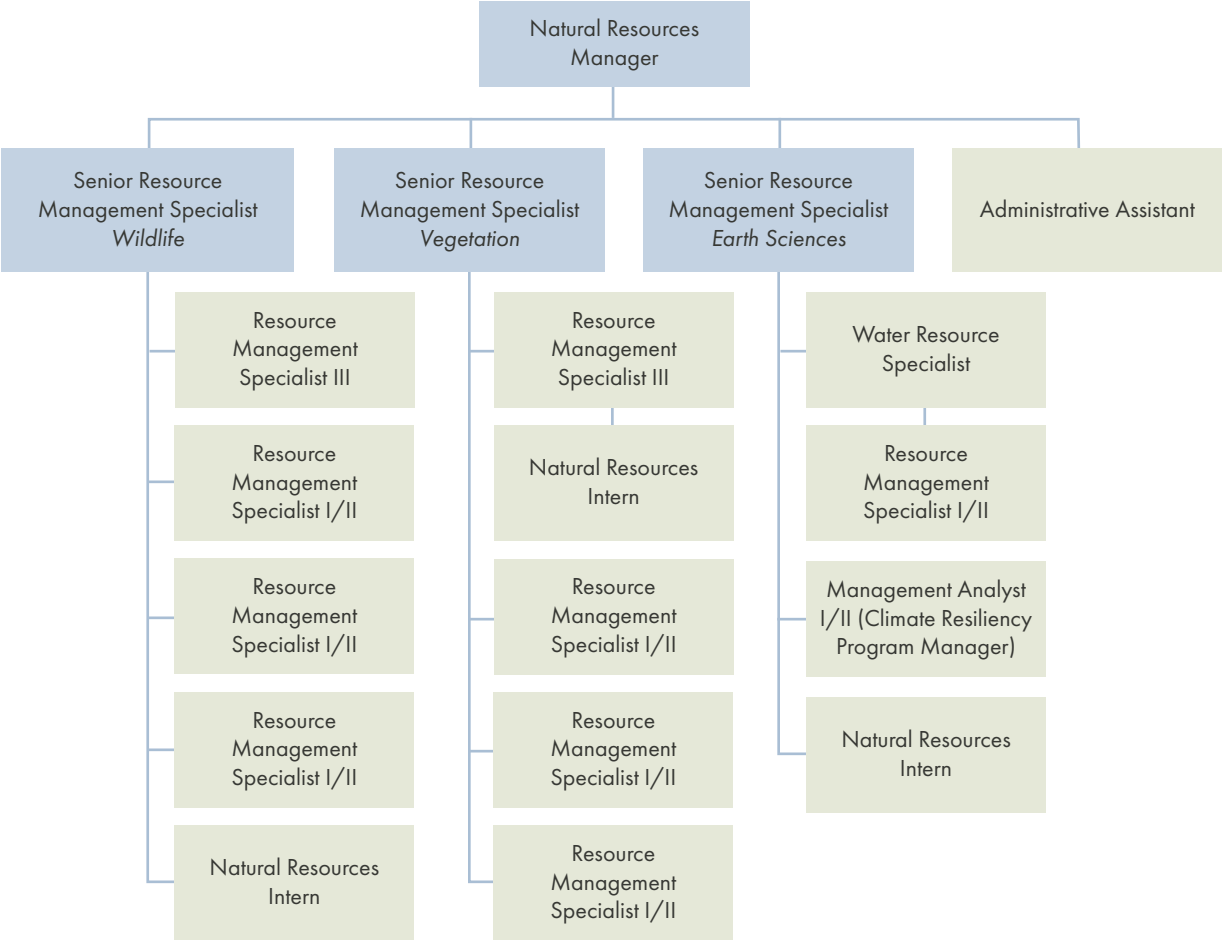 Natural Resources
Manager
Senior Resource
Management Specialist
Wildlife
Senior Resource
Management Specialist
Vegetation
Senior Resource
Management Specialist
Earth Sciences
Administrative Assistant
Resource
Management
Specialist III
Resource
Management
Specialist I/II
Resource
Management
Specialist I/II
Resource
Management
Specialist I/II
Natural Resources
Intern
Resource
Management
Specialist III
Natural Resources
Intern
Resource
Management
Specialist I/II
Resource
Management
Specialist I/II
Resource
Management
Specialist I/II
Water Resource
Specialist
Resource
Management
Specialist I/II
Management Analyst
I/II (Climate Resiliency
Program Manager)
Natural Resources
Intern